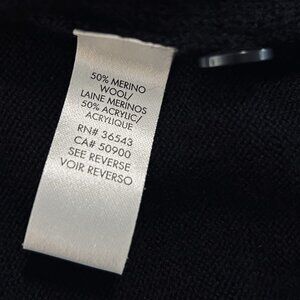 50% MERINO
WOOL/
LAINE MERINOS
50% ACRYLIC/
ACRYLIQUE
RN# 36543
CA# 50900
SEE REVERSE
VOIR REVERSO